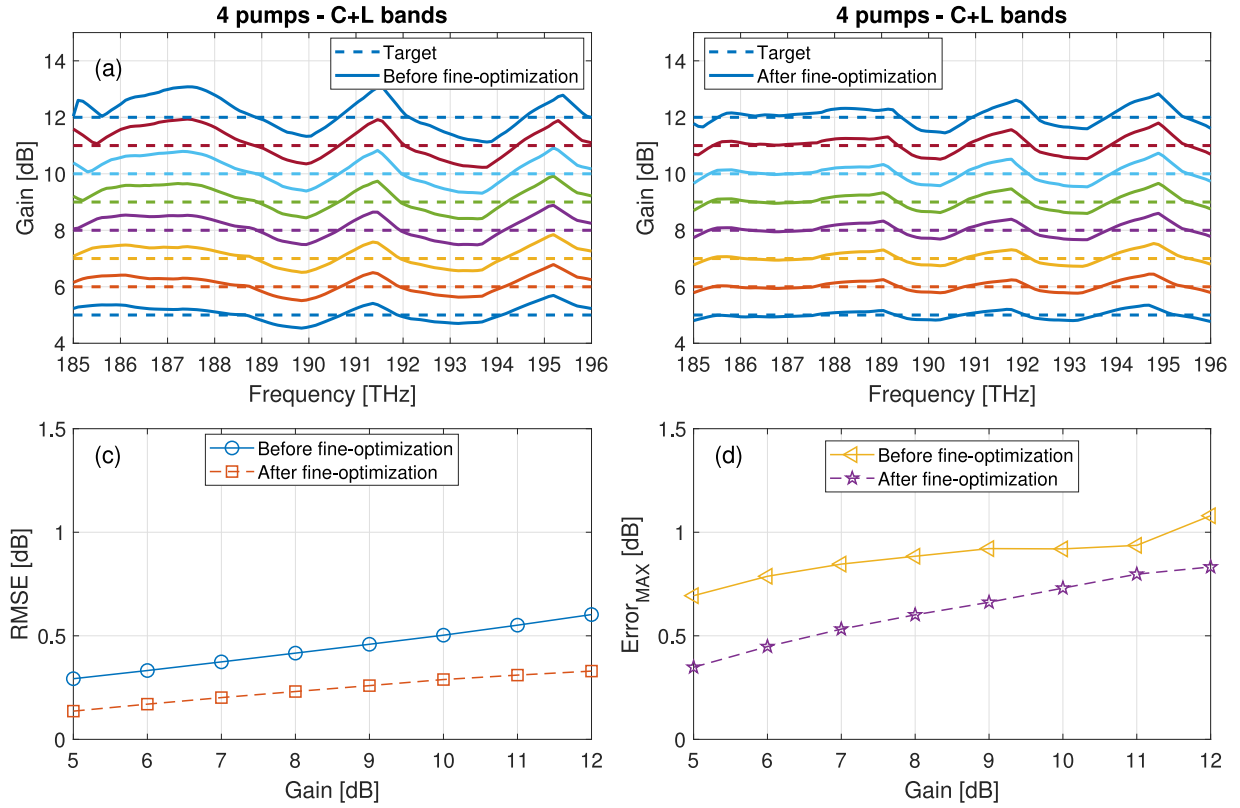 4 pumps - C+L bands
(a)
Target
Before fine-optimization
Gain [dB]
14
12
10
8
6
4
185 186 187 188 189 190 191 192 193 194 195 196
Frequency [THz]
4 pumps - C+L bands
Target
After fine-optimization
Gain [dB]
14
12
10
8
6
4
185 186 187 188 189 190 191 192 193 194 195 196
Frequency [THz]
(c)
Before fine-optimization
After fine-optimization
RMSE [dB]
1.5
1
0.5
0
5 6 7 8 9 10 11 12
Gain [dB]
(d)
Before fine-optimization
After fine-optimization
Error_MAX [dB]
1.5
1
0.5
0
5 6 7 8 9 10 11 12
Gain [dB]